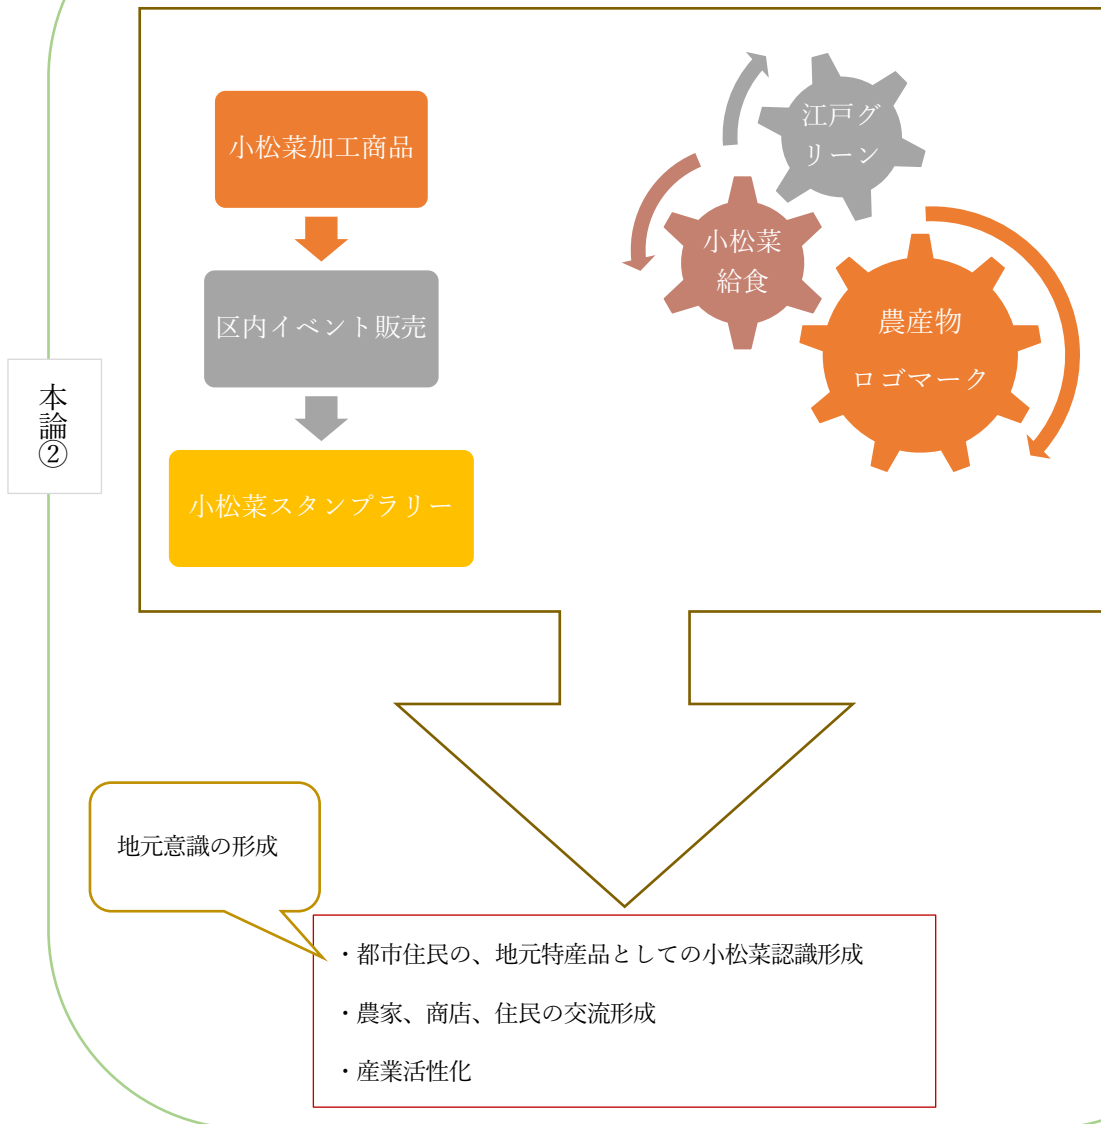 本論②
小松菜加工商品
区内イベント販売
小松菜スタンプラリー
江戸グ
リーン
小松菜
給食
農産物
ロゴマーク
地元意識の形成
・都市住民の、地元特産品としての小松菜認識形成
・農家、商店、住民の交流形成
・産業活性化